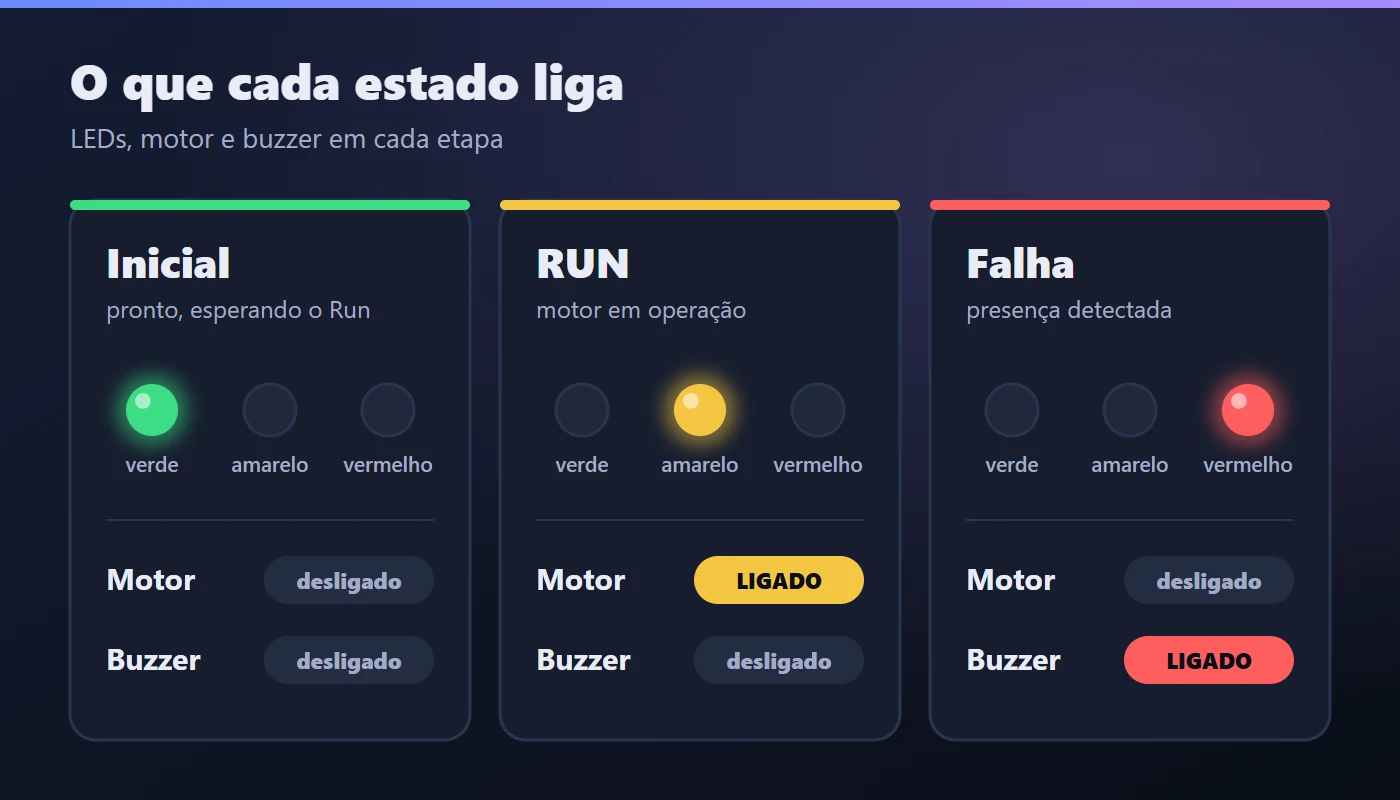 O que cada estado liga
LEDs, motor e buzzer em cada etapa
Inicial
pronto, esperando o Run
verde amarelo vermelho
Motor desligado
Buzzer desligado
RUN
motor em operação
verde amarelo vermelho
Motor LIGADO
Buzzer desligado
Falha
presença detectada
verde amarelo vermelho
Motor desligado
Buzzer LIGADO